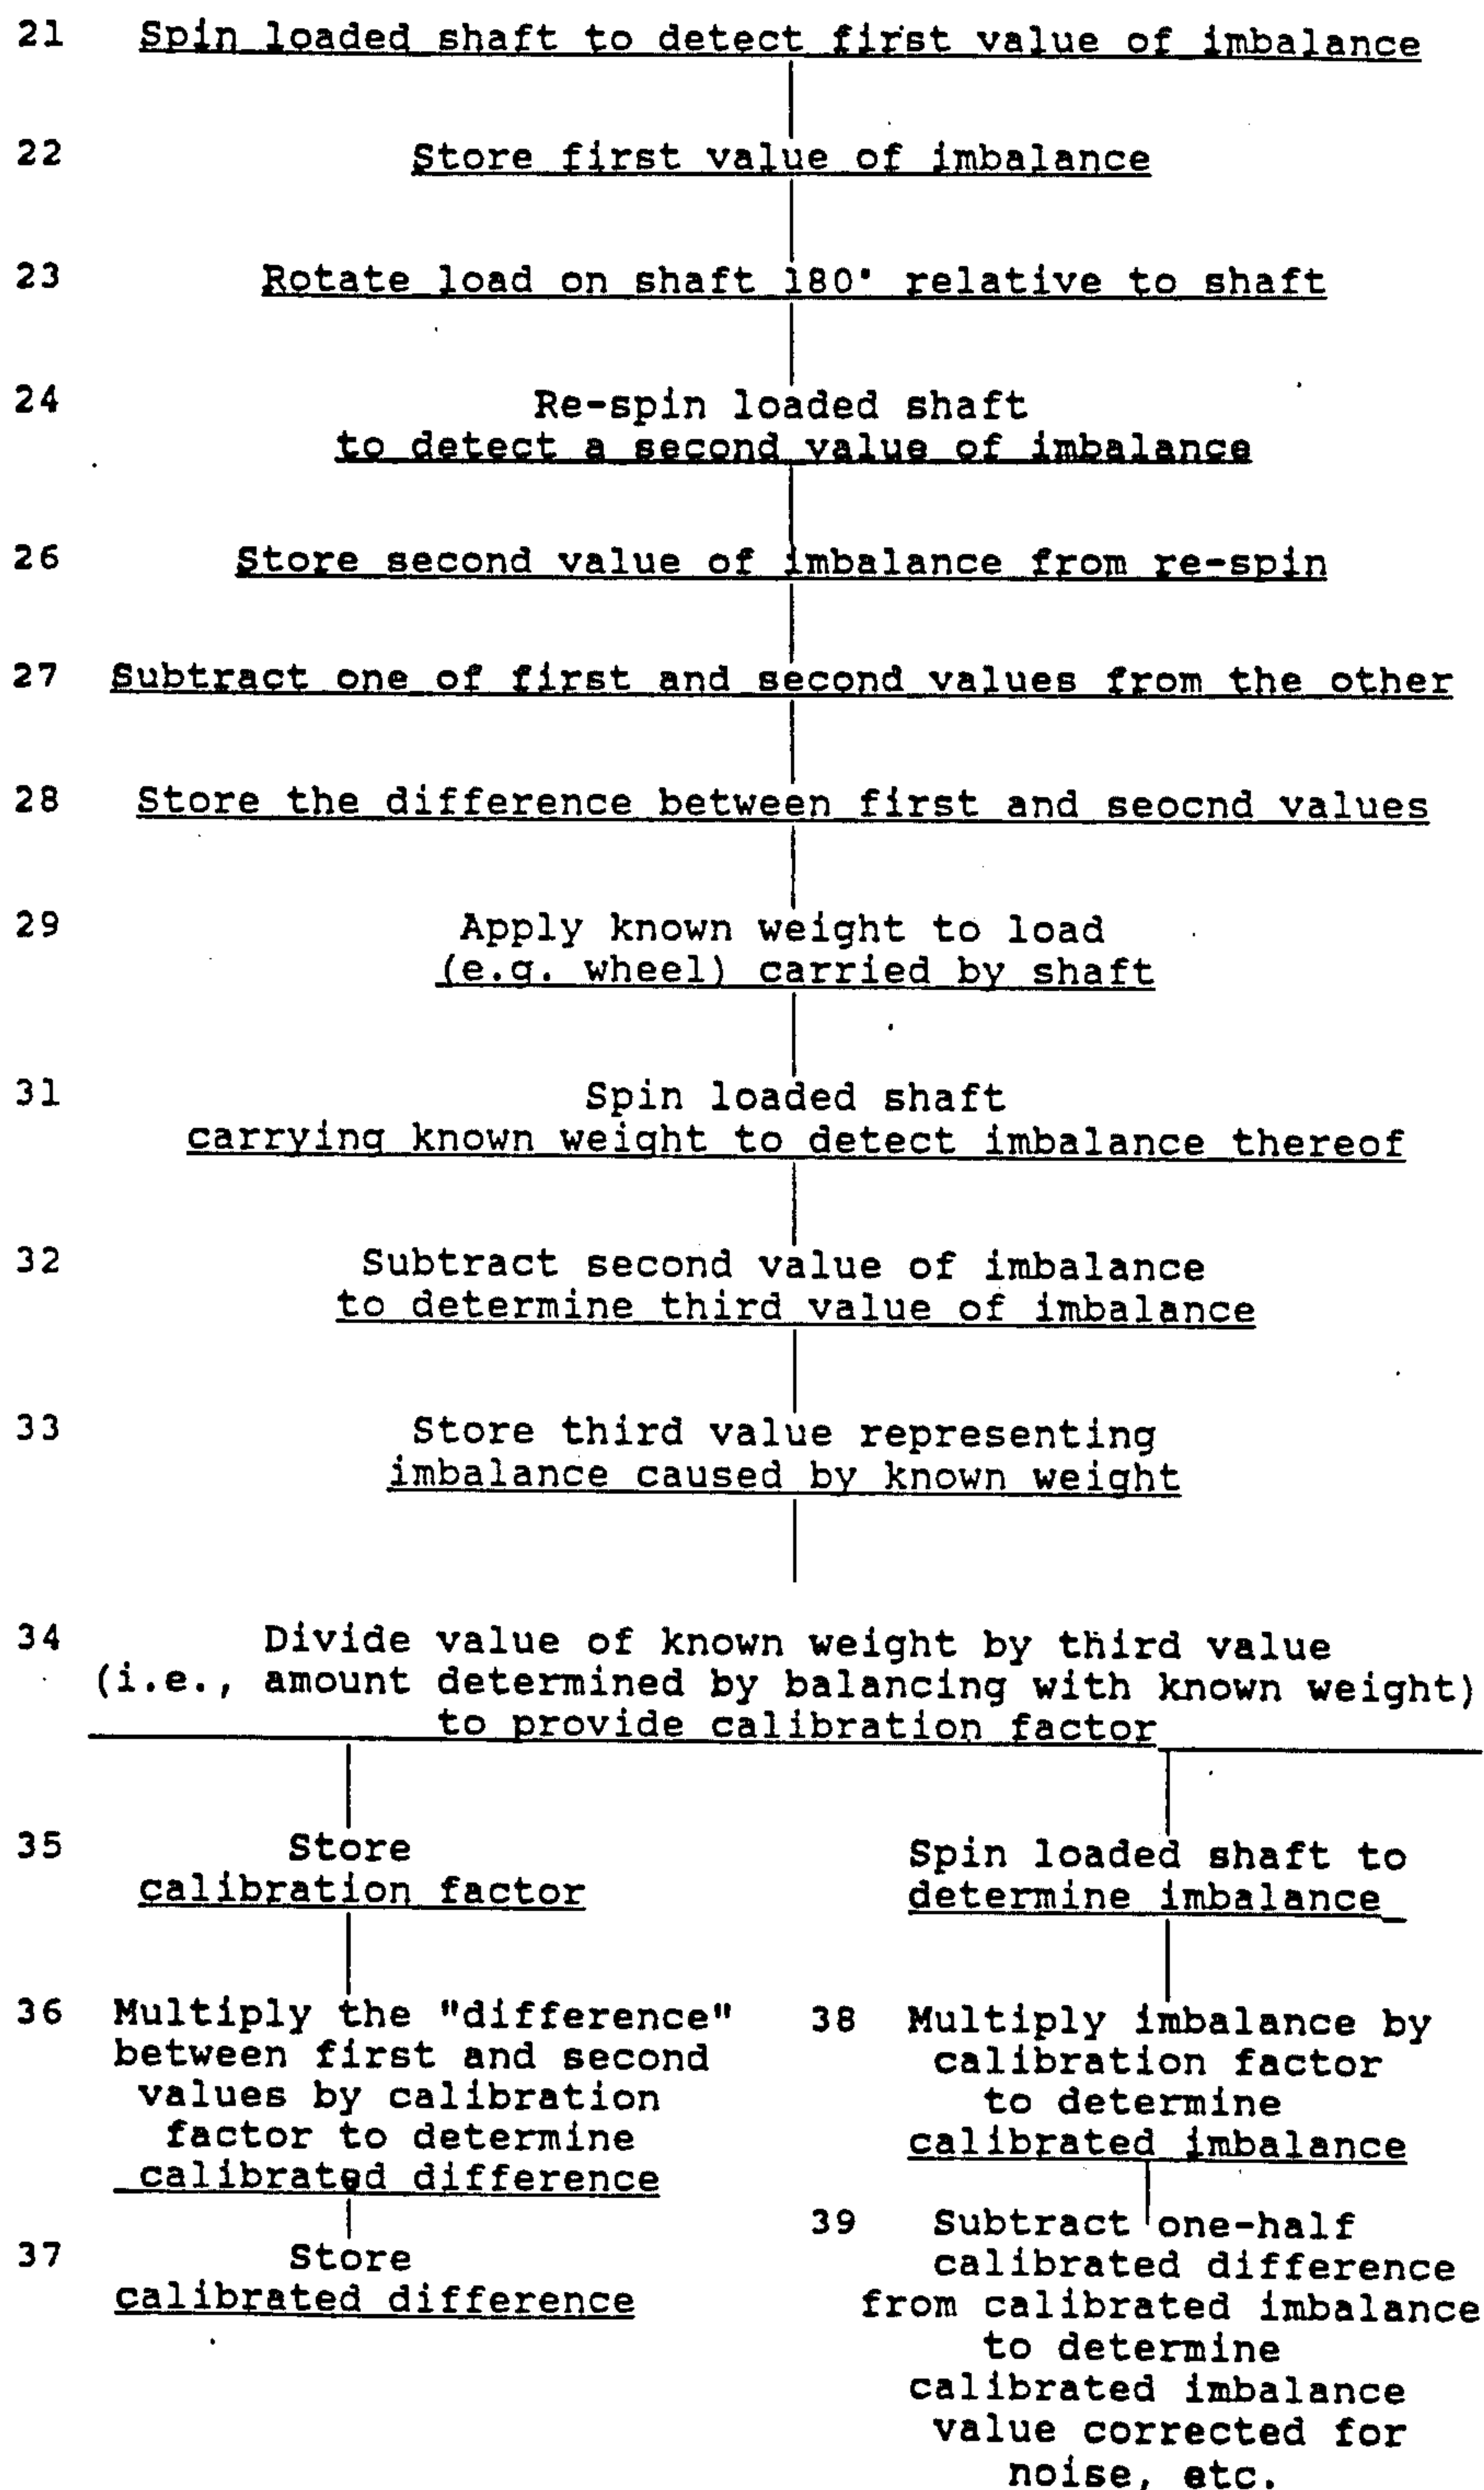 21 Spin loaded shaft to detect first value of imbalance
22 Store first value of imbalance
23 Rotate load on shaft 180° relative to shaft
24 Re-spin loaded shaft
to detect a second value of imbalance
26 Store second value of imbalance from re-spin
27 Subtract one of first and second values from the other
28 Store the difference between first and seocnd values
29 Apply known weight to load
(e.g. wheel) carried by shaft
31 Spin loaded shaft
carrying known weight to detect imbalance thereof
32 Subtract second value of imbalance
to determine third value of imbalance
33 Store third value representing
imbalance caused by known weight
34 Divide value of known weight by third value
(i.e., amount determined by balancing with known weight)
to provide calibration factor
35 Store
calibration factor
Spin loaded shaft to
determine imbalance
36 Multiply the "difference"
between first and second
values by calibration
factor to determine
calibrated difference
37 Store
calibrated difference
38 Multiply imbalance by
calibration factor
to determine
calibrated imbalance
39 Subtract one-half
calibrated difference
from calibrated imbalance
to determine
calibrated imbalance
value corrected for
noise, etc.